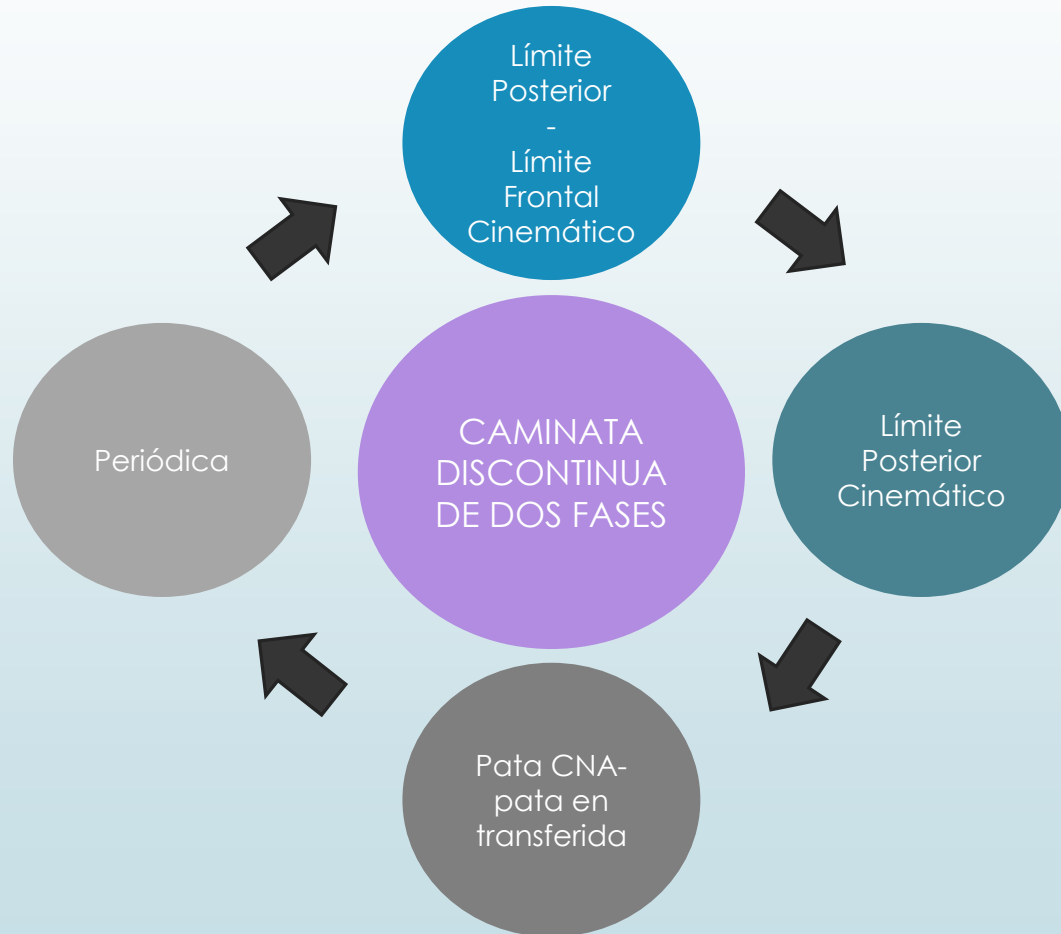 Límite
Posterior
-
Límite
Frontal
Cinemático
Periódica
CAMINATA
DISCONTINUA
DE DOS FASES
Límite
Posterior
Cinemático
Pata CNA-
pata en
transferida